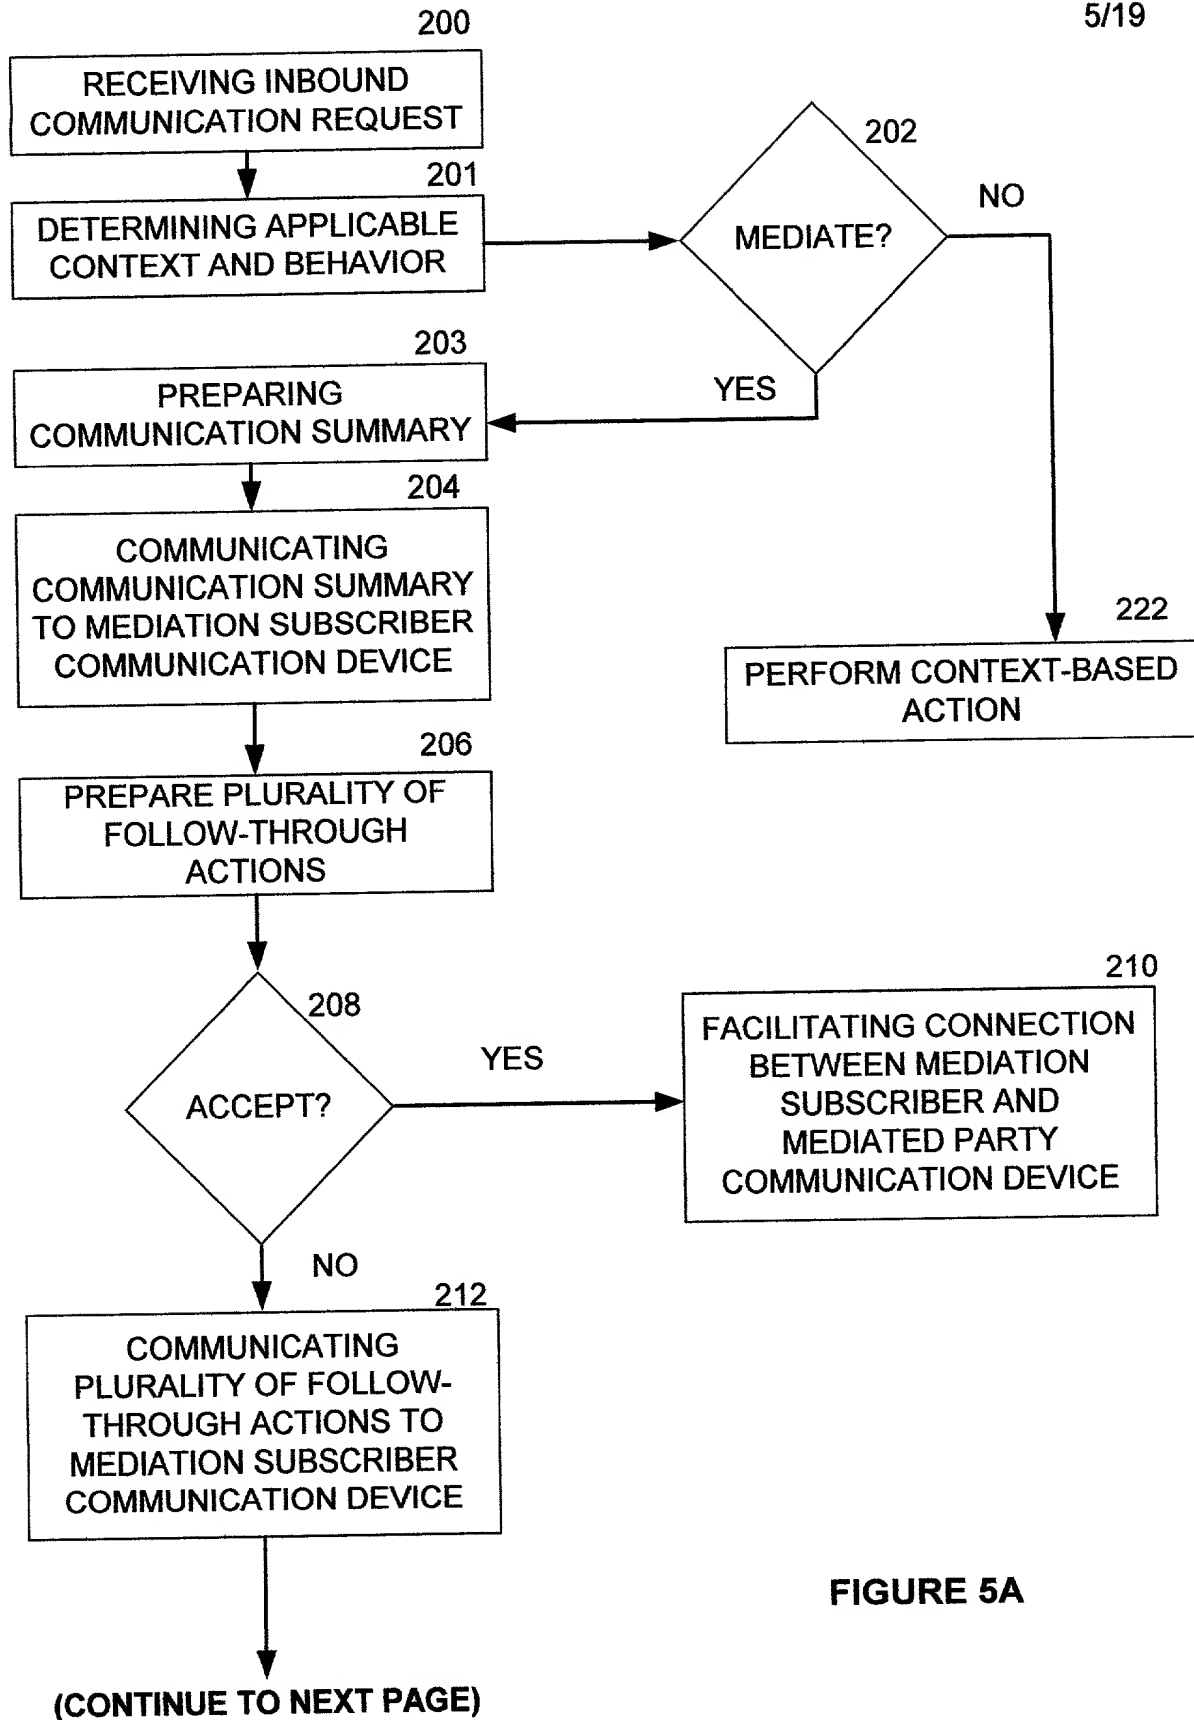 5/19
200
RECEIVING INBOUND
COMMUNICATION REQUEST
201
DETERMINING APPLICABLE
CONTEXT AND BEHAVIOR
202
MEDIATE?
NO
YES
203
PREPARING
COMMUNICATION SUMMARY
204
COMMUNICATING
COMMUNICATION SUMMARY
TO MEDIATION SUBSCRIBER
COMMUNICATION DEVICE
222
PERFORM CONTEXT-BASED
ACTION
206
PREPARE PLURALITY OF
FOLLOW-THROUGH
ACTIONS
208
ACCEPT?
YES
210
FACILITATING CONNECTION
BETWEEN MEDIATION
SUBSCRIBER AND
MEDIATED PARTY
COMMUNICATION DEVICE
NO
212
COMMUNICATING
PLURALITY OF FOLLOW-
THROUGH ACTIONS TO
MEDIATION SUBSCRIBER
COMMUNICATION DEVICE
FIGURE 5A
(CONTINUE TO NEXT PAGE)